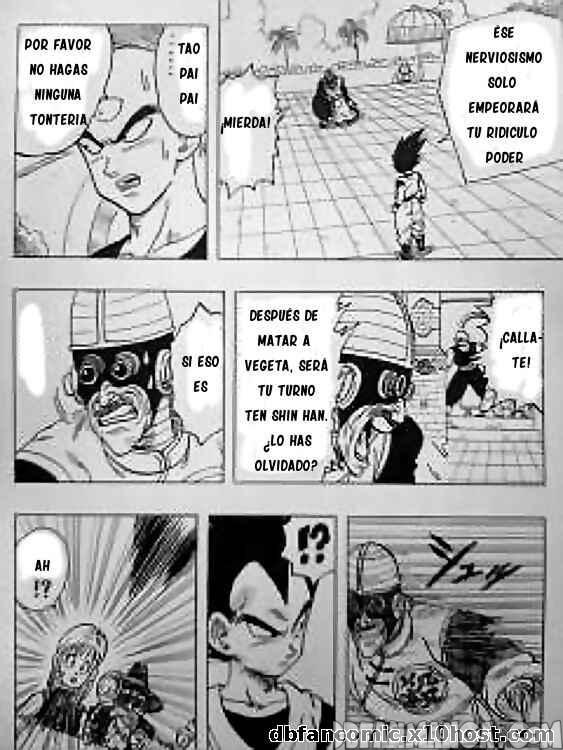 POR FAVOR
NO HAGAS
NINGUNA
TONTERIA
TAO
PAI
PAI
¡MIERDA!
ÉSE
NERVIOSISMO
SOLO
EMPEORARÁ
TU RIDICULO
PODER
SI ESO
ES
DESPUÉS DE
MATAR A
VEGETA, SERÁ
TU TURNO
TEN SHIN HAN.
¿LO HAS
OLVIDADO?
¡CALLA-
TE!
AH
!?
!?
dbfancomic.x10host.com